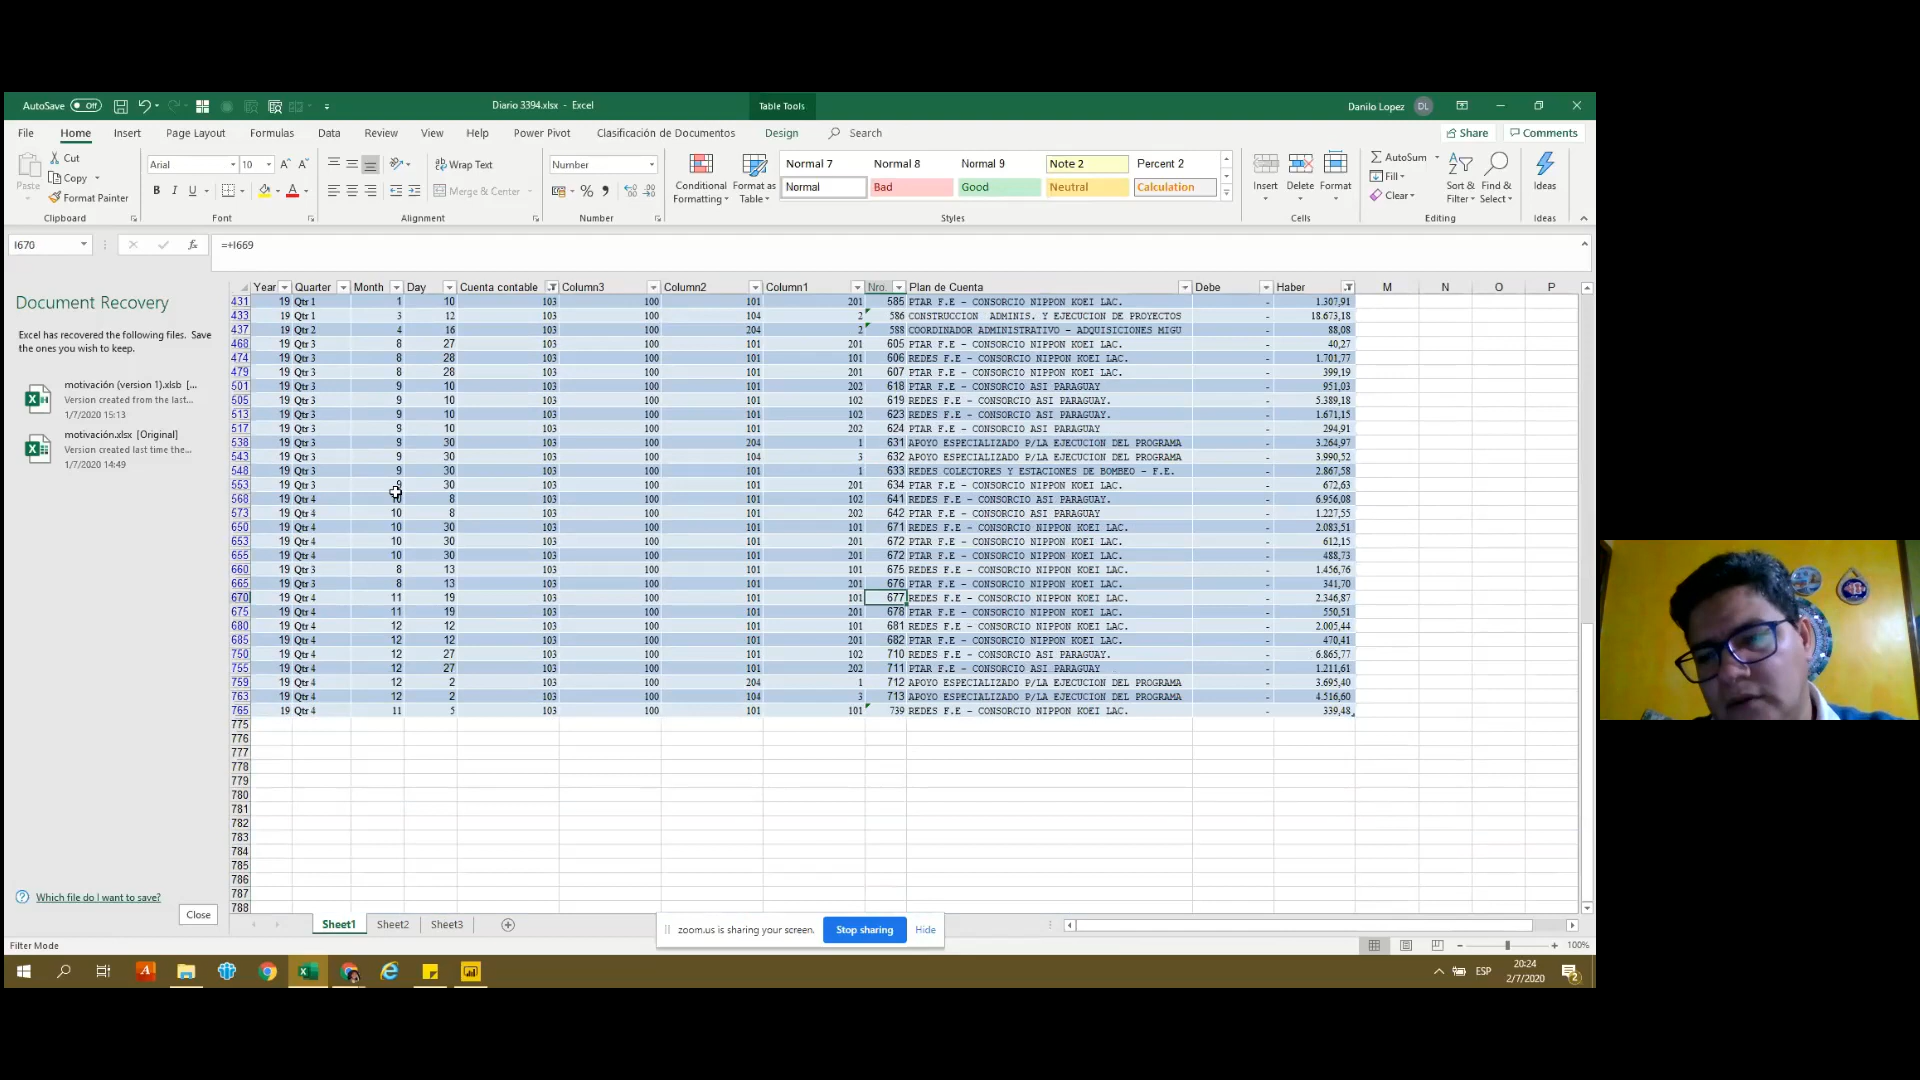 AutoSave Off Diario 3394.xlsx - Excel Table Tools Danilo Lopez DL
File Home Insert Page Layout Formulas Data Review View Help Power Pivot Clasificación de Documentos Design Search Share Comments
Paste Cut Copy Format Painter Clipboard
Arial 10 B I U Font
Wrap Text Merge & Center Alignment
Number Number
Conditional Formatting Format as Table
Normal 7 Normal 8 Normal 9 Note 2 Percent 2
Normal Bad Good Neutral Calculation
Styles
Insert Delete Format Cells
AutoSum Fill Clear Sort & Filter Find & Select Editing
Ideas Ideas
I670 fx =+I669
Document Recovery
Excel has recovered the following files. Save
the ones you wish to keep.
motivación (version 1).xlsb [...
Version created from the last...
1/7/2020 15:13
motivación.xlsx [Original]
Version created last time the...
1/7/2020 14:49
Which file do I want to save?
Close
Year Quarter Month Day Cuenta contable Column3 Column2 Column1 Nro. Plan de Cuenta Debe Haber M N O P
431 19 Qtr 1 1 10 103 100 101 201 585 PTAR F.E - CONSORCIO NIPPON KOEI LAC. - 1.307,91
433 19 Qtr 1 3 12 103 100 104 2 586 CONSTRUCCION ADMINIS. Y EJECUCION DE PROYECTOS - 18.673,18
437 19 Qtr 2 4 16 103 100 204 2 588 COORDINADOR ADMINISTRATIVO - ADQUISICIONES MIGU - 88,08
468 19 Qtr 3 8 27 103 100 101 201 605 PTAR F.E - CONSORCIO NIPPON KOEI LAC. - 40,27
474 19 Qtr 3 8 28 103 100 101 101 606 REDES F.E - CONSORCIO NIPPON KOEI LAC. - 1.701,77
479 19 Qtr 3 8 28 103 100 101 201 607 PTAR F.E - CONSORCIO NIPPON KOEI LAC. - 399,19
501 19 Qtr 3 9 10 103 100 101 202 618 PTAR F.E - CONSORCIO ASI PARAGUAY - 951,03
505 19 Qtr 3 9 10 103 100 101 102 619 REDES F.E - CONSORCIO ASI PARAGUAY. - 5.389,18
513 19 Qtr 3 9 10 103 100 101 102 623 REDES F.E - CONSORCIO ASI PARAGUAY. - 1.671,15
517 19 Qtr 3 9 10 103 100 101 202 624 PTAR F.E - CONSORCIO ASI PARAGUAY - 294,91
538 19 Qtr 3 9 30 103 100 204 1 631 APOYO ESPECIALIZADO P/LA EJECUCION DEL PROGRAMA - 3.264,97
543 19 Qtr 3 9 30 103 100 104 3 632 APOYO ESPECIALIZADO P/LA EJECUCION DEL PROGRAMA - 3.990,52
548 19 Qtr 3 9 30 103 100 101 1 633 REDES COLECTORES Y ESTACIONES DE BOMBEO - F.E. - 2.867,58
553 19 Qtr 3 9 30 103 100 101 201 634 PTAR F.E - CONSORCIO NIPPON KOEI LAC. - 672,63
568 19 Qtr 4 10 8 103 100 101 102 641 REDES F.E - CONSORCIO ASI PARAGUAY. - 6.956,08
573 19 Qtr 4 10 8 103 100 101 202 642 PTAR F.E - CONSORCIO ASI PARAGUAY - 1.227,55
650 19 Qtr 4 10 30 103 100 101 101 671 REDES F.E - CONSORCIO NIPPON KOEI LAC. - 2.083,51
653 19 Qtr 4 10 30 103 100 101 201 672 PTAR F.E - CONSORCIO NIPPON KOEI LAC. - 612,15
655 19 Qtr 4 10 30 103 100 101 201 672 PTAR F.E - CONSORCIO NIPPON KOEI LAC. - 488,73
660 19 Qtr 3 8 13 103 100 101 101 675 REDES F.E - CONSORCIO NIPPON KOEI LAC. - 1.456,76
665 19 Qtr 3 8 13 103 100 101 201 676 PTAR F.E - CONSORCIO NIPPON KOEI LAC. - 341,70
670 19 Qtr 4 11 19 103 100 101 101 677 REDES F.E - CONSORCIO NIPPON KOEI LAC. - 2.346,87
675 19 Qtr 4 11 19 103 100 101 201 678 PTAR F.E - CONSORCIO NIPPON KOEI LAC. - 550,51
680 19 Qtr 4 12 12 103 100 101 101 681 REDES F.E - CONSORCIO NIPPON KOEI LAC. - 2.005,44
685 19 Qtr 4 12 12 103 100 101 201 682 PTAR F.E - CONSORCIO NIPPON KOEI LAC. - 470,41
750 19 Qtr 4 12 27 103 100 101 102 710 REDES F.E - CONSORCIO ASI PARAGUAY. - 6.865,77
755 19 Qtr 4 12 27 103 100 101 202 711 PTAR F.E - CONSORCIO ASI PARAGUAY - 1.211,61
759 19 Qtr 4 12 2 103 100 204 1 712 APOYO ESPECIALIZADO P/LA EJECUCION DEL PROGRAMA - 3.695,40
763 19 Qtr 4 12 2 103 100 104 3 713 APOYO ESPECIALIZADO P/LA EJECUCION DEL PROGRAMA - 4.516,60
765 19 Qtr 4 11 5 103 100 101 101 739 REDES F.E - CONSORCIO NIPPON KOEI LAC. - 339,48
775
776
777
778
779
780
781
782
783
784
785
786
787
788
Sheet1 Sheet2 Sheet3
zoom.us is sharing your screen. Stop sharing Hide
Filter Mode 100%
ESP 20:24
2/7/2020 2